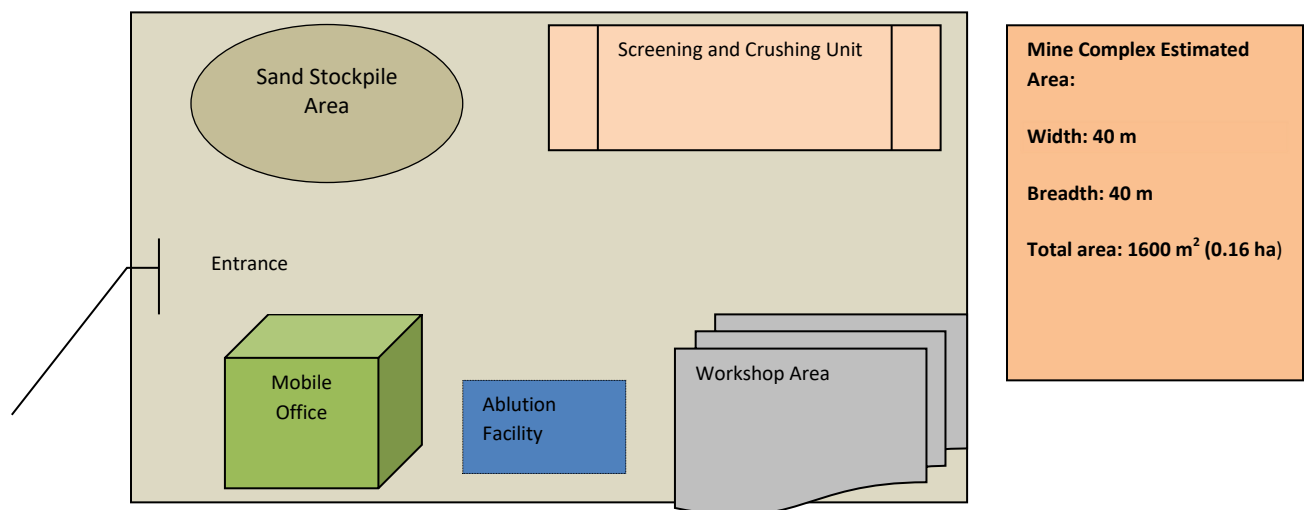 Sand Stockpile
Area
Screening and Crushing Unit
Entrance
Mobile
Office
Ablution
Facility
Workshop Area
Mine Complex Estimated
Area:
Width: 40 m
Breadth: 40 m
Total area: 1600 m² (0.16 ha)